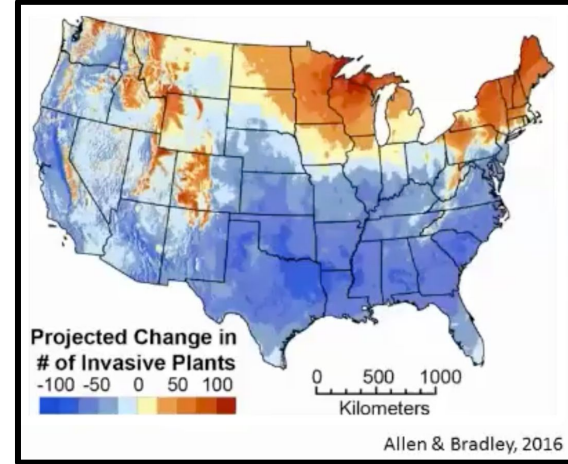 Projected Change in
# of Invasive Plants
-100 -50 0 50 100
0 500 1000
Kilometers
Allen & Bradley, 2016